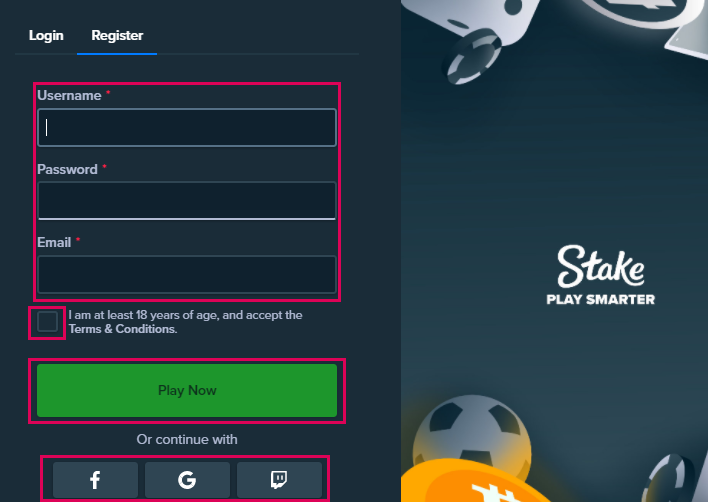 Login
Register
Username *
Password *
Email *
I am at least 18 years of age, and accept the
Terms & Conditions.
Play Now
Or continue with
Stake
PLAY SMARTER